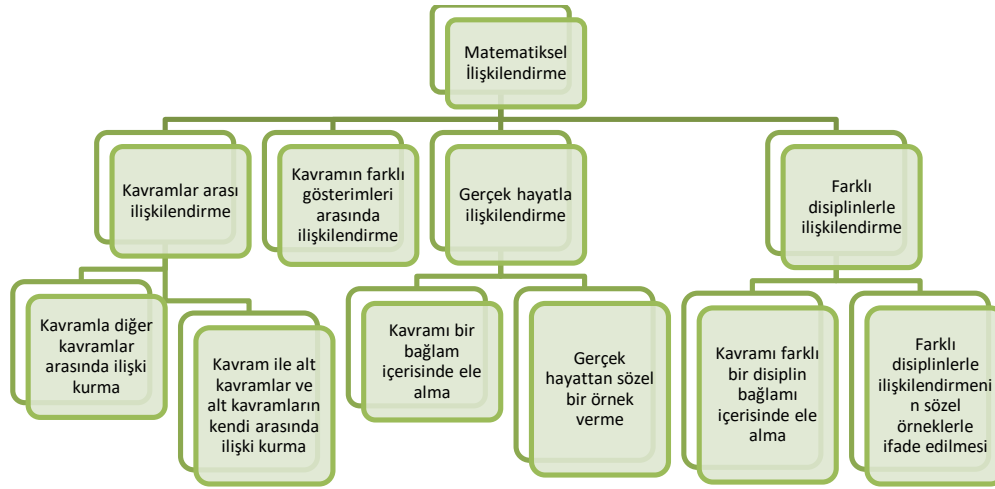 Matematiksel
İlişkilendirme
Kavramlar arası
ilişkilendirme
Kavramın farklı
gösterimleri
arasında
ilişkilendirme
Gerçek hayatla
ilişkilendirme
Farklı
disiplinlerle
ilişkilendirme
Kavramla diğer
kavramlar
arasında ilişki
kurma
Kavram ile alt
kavramlar ve
alt kavramların
kendi arasında
ilişki kurma
Kavramı bir
bağlam
içerisinde ele
alma
Gerçek
hayattan sözel
bir örnek
verme
Kavramı farklı
bir disiplin
bağlamı
içerisinde ele
alma
Farklı
disiplinlerle
ilişkilendirmeni
n sözel
örneklerle
ifade edilmesi